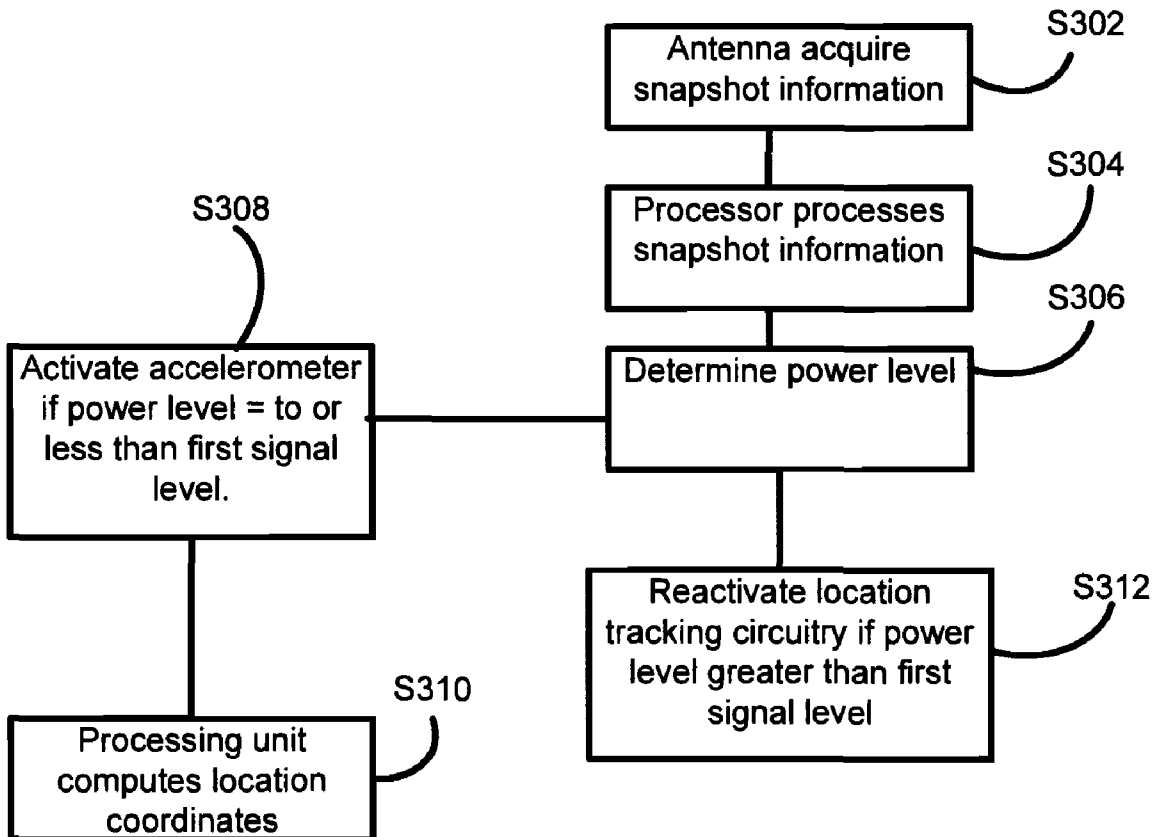 S302
Antenna acquire
snapshot information
S304
Processor processes
snapshot information
S306
Determine power level
S308
Activate accelerometer
if power level = to or
less than first signal
level.
S310
Processing unit
computes location
coordinates
S312
Reactivate location
tracking circuitry if power
level greater than first
signal level